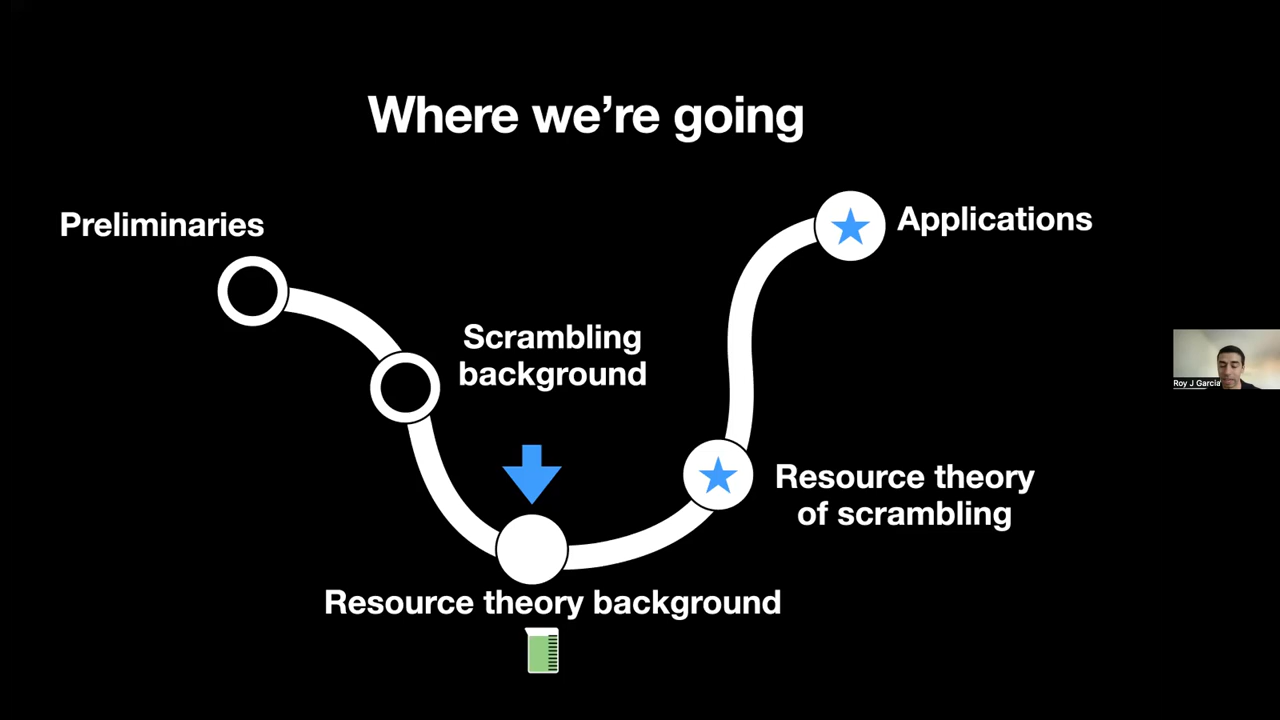 Where we're going
Preliminaries
Applications
Scrambling
background
Resource theory
of scrambling
Resource theory background
Roy J Garcia